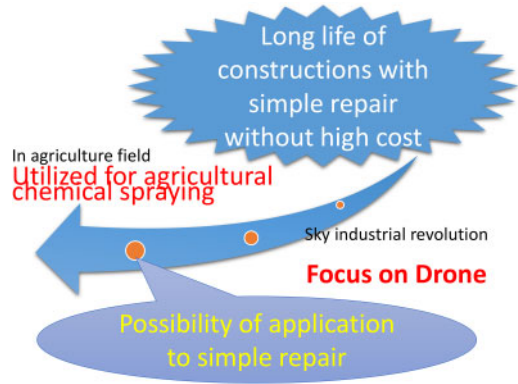 Long life of
constructions with
simple repair
without high cost
In agriculture field
Utilized for agricultural
chemical spraying
Sky industrial revolution
Focus on Drone
Possibility of application
to simple repair